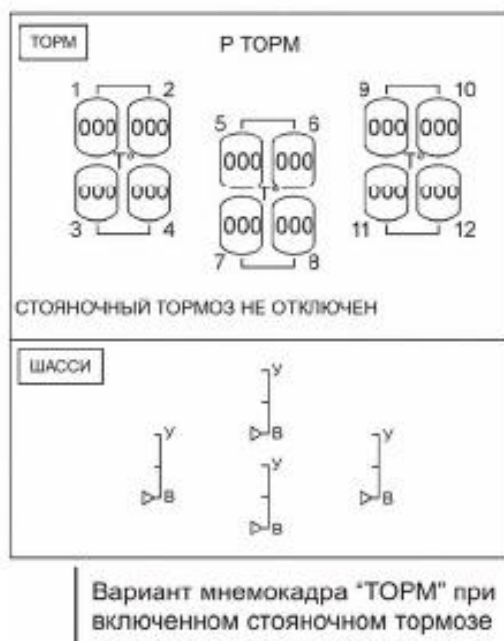 ТОРМ Р ТОРМ
1 2 9 10
000 000 000 000
5 6
Т° Т°
000 000
000 000 Т° 000 000
000 000
3 4 11 12
7 8
СТОЯНОЧНЫЙ ТОРМОЗ НЕ ОТКЛЮЧЕН
ШАССИ
У
У В У
У
В В
В
Вариант мнемокадра "ТОРМ" при
включенном стояночном тормозе